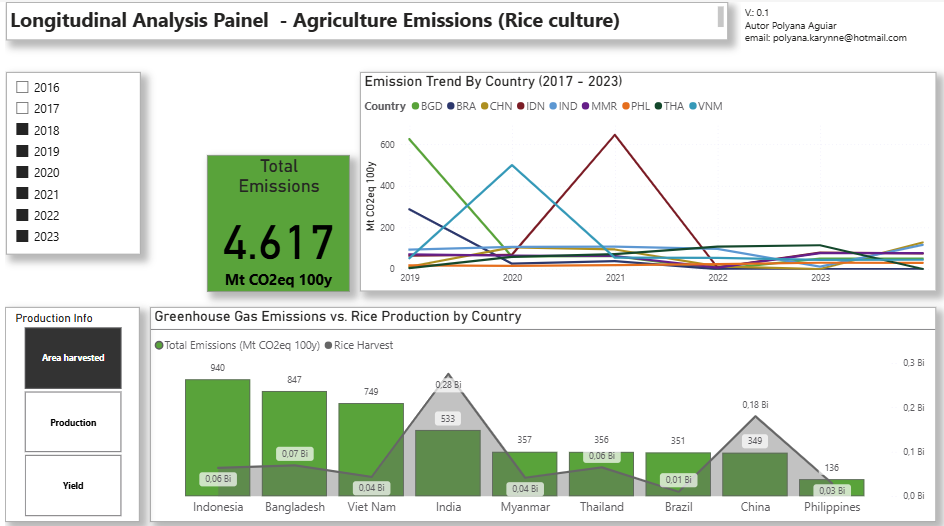 Longitudinal Analysis Painel - Agriculture Emissions (Rice culture)
V.: 0.1
Autor Polyana Aguiar
email: polyana.karynne@hotmail.com
2016
2017
2018
2019
2020
2021
2022
2023
Total
Emissions
4.617
Mt CO2eq 100y
Emission Trend By Country (2017 - 2023)
Country BGD BRA CHN IDN IND MMR PHL THA VNM
Mt CO2eq 100y
600
400
200
0
2019 2020 2021 2022 2023
Production Info
Area harvested
Production
Yield
Greenhouse Gas Emissions vs. Rice Production by Country
Total Emissions (Mt CO2eq 100y) Rice Harvest
940 847 749 533 357 356 351 349 136
0,06 Bi 0,07 Bi 0,04 Bi 0,28 Bi 0,04 Bi 0,06 Bi 0,01 Bi 0,18 Bi 0,03 Bi
0,3 Bi
0,2 Bi
0,1 Bi
0,0 Bi
Indonesia Bangladesh Viet Nam India Myanmar Thailand Brazil China Philippines